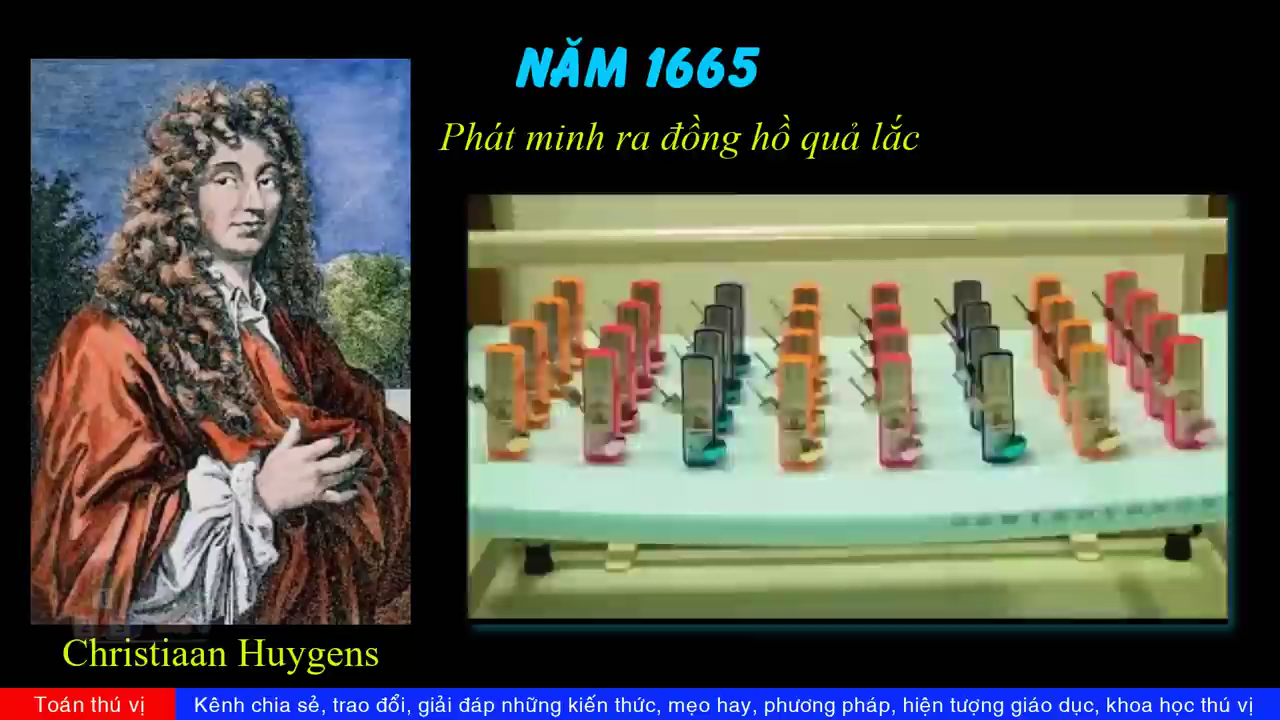 NĂM 1665
Phát minh ra đồng hồ quả lắc
Christiaan Huygens
Toán thú vị
Kênh chia sẻ, trao đổi, giải đáp những kiến thức, mẹo hay, phương pháp, hiện tượng giáo dục, khoa học thú vị